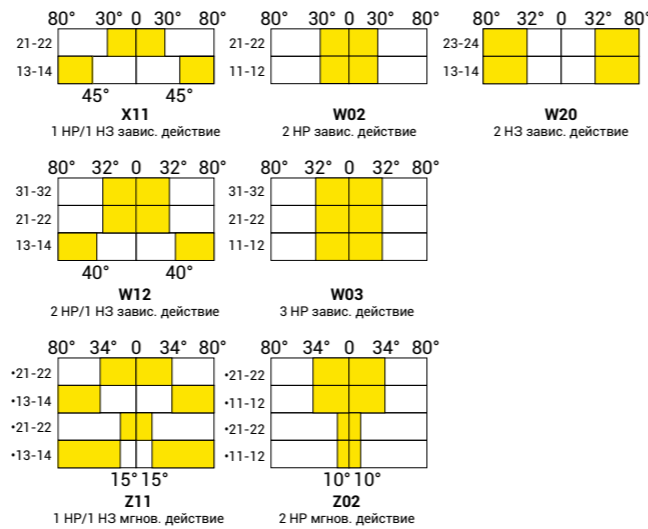 80° 30° 0 30° 80°
21-22
13-14
45° 45°
X11
1 НР/1 НЗ завис. действие
80° 30° 0 30° 80°
21-22
11-12
W02
2 НР завис. действие
80° 32° 0 32° 80°
23-24
13-14
W20
2 НЗ завис. действие
80° 32° 0 32° 80°
31-32
21-22
13-14
40° 40°
W12
2 НР/1 НЗ завис. действие
80° 32° 0 32° 80°
31-32
21-22
11-12
W03
3 НР завис. действие
80° 34° 0 34° 80°
•21-22
•13-14
•21-22
•13-14
15° 15°
Z11
1 НР/1 НЗ мгнов. действие
80° 34° 0 34° 80°
•21-22
•11-12
•21-22
•11-12
10° 10°
Z02
2 НР мгнов. действие